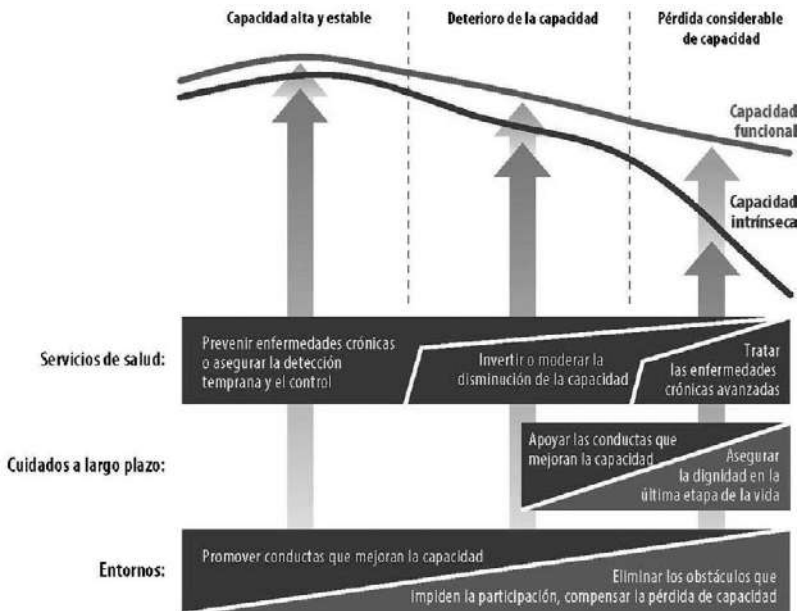 Capacidad alta y estable
Deterioro de la capacidad
Pérdida considerable
de capacidad
Capacidad
funcional
Capacidad
intrínseca
Servicios de salud:
Prevenir enfermedades crónicas
o asegurar la detección
temprana y el control
Invertir o moderar la
disminución de la capacidad
Tratar
las enfermedades
crónicas avanzadas
Cuidados a largo plazo:
Apoyar las conductas que
mejoran la capacidad
Asegurar
la dignidad en la
última etapa de la vida
Entornos:
Promover conductas que mejoran la capacidad
Eliminar los obstáculos que
impiden la participación, compensar la pérdida de capacidad